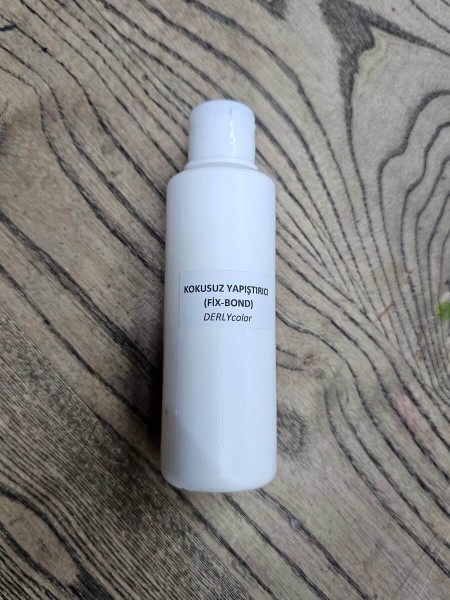 KOKUSUZ YAPIŞTIRICI
(FİX-BOND)
DERLYcolor